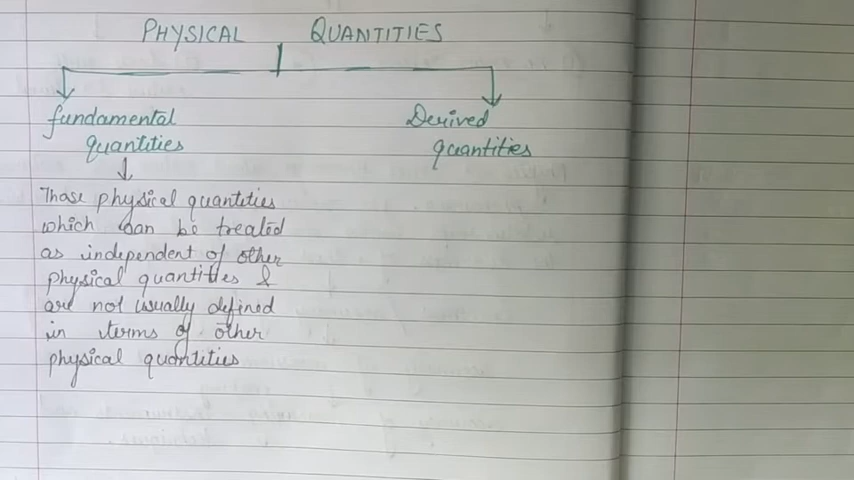 PHYSICAL QUANTITIES
fundamental
quantities
Derived
quantities
Those physical quantities
which can be treated
as independent of other
physical quantities &
are not usually defined
in terms of other
physical quantities